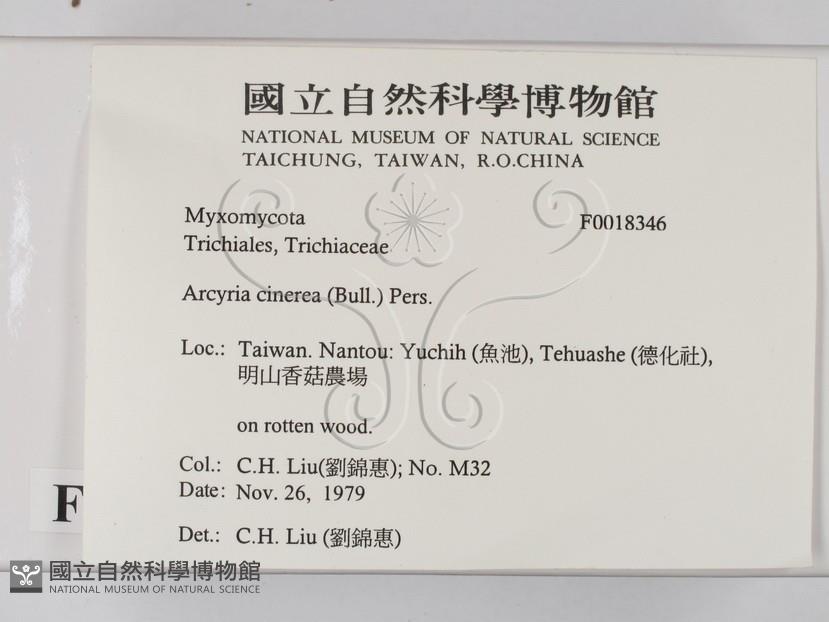 國立自然科學博物館
NATIONAL MUSEUM OF NATURAL SCIENCE
TAICHUNG, TAIWAN, R.O.CHINA
Myxomycota F0018346
Trichiales, Trichiaceae
Arcyria cinerea (Bull.) Pers.
Loc.: Taiwan. Nantou: Yuchih (魚池), Tehuashe (德化社),
明山香菇農場
on rotten wood.
Col.: C.H. Liu(劉錦惠); No. M32
Date: Nov. 26, 1979
Det.: C.H. Liu (劉錦惠)
F
國立自然科學博物館
NATIONAL MUSEUM OF NATURAL SCIENCE